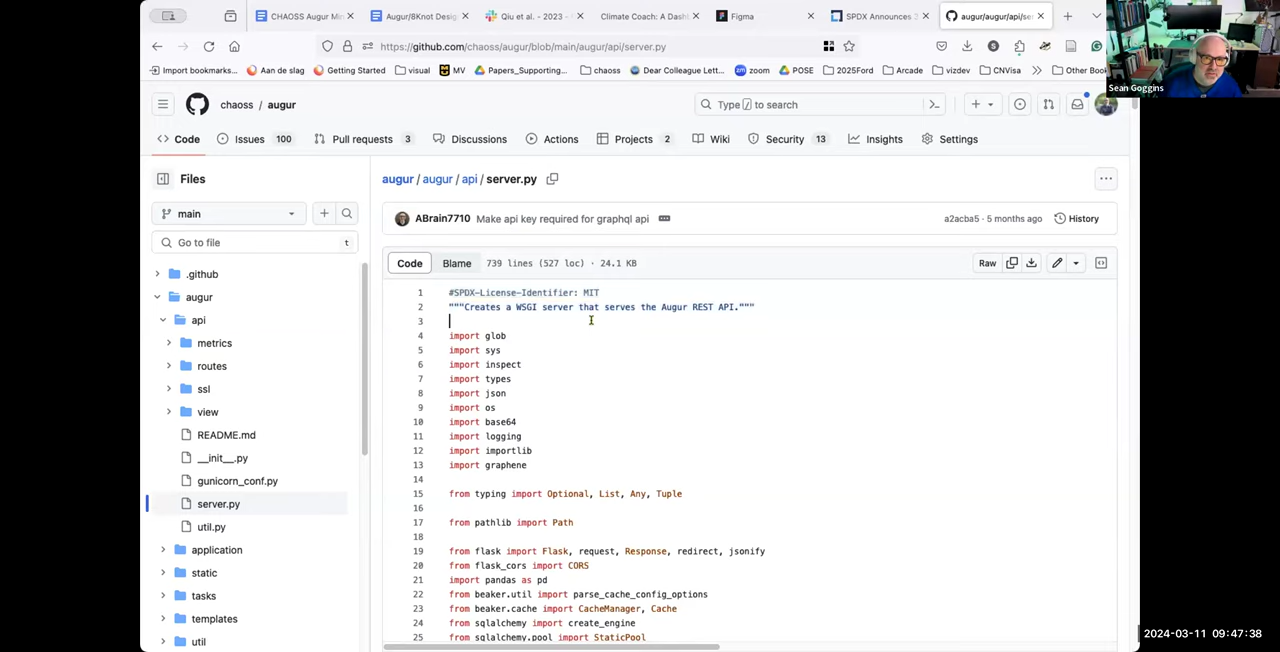 CHAOSS Augur Mi
Augur/8Knot Desig
Qiu et al. - 2023 -
Climate Coach: A Dash
Figma
SPDX Announces 3
augur/augur/api/ser
https://github.com/chaoss/augur/blob/main/augur/api/server.py
Import bookmarks...
Aan de slag
Getting Started
visual
MV
Papers_Supporting...
chaoss
Dear Colleague Lett...
zoom
POSE
2025Ford
Arcade
vizdev
CNVisa
Other Book
Sean Goggins
chaoss / augur
Type / to search
Code
Issues 100
Pull requests 3
Discussions
Actions
Projects 2
Wiki
Security 13
Insights
Settings
Files
main
Go to file t
.github
augur
api
metrics
routes
ssl
view
README.md
__init__.py
gunicorn_conf.py
server.py
util.py
application
static
tasks
templates
util
augur / augur / api / server.py
ABrain7710 Make api key required for graphql api
a2acba5 · 5 months ago
History
Code
Blame
739 lines (527 loc) · 24.1 KB
Raw
1 #SPDX-License-Identifier: MIT
2 """Creates a WSGI server that serves the Augur REST API."""
3
4 import glob
5 import sys
6 import inspect
7 import types
8 import json
9 import os
10 import base64
11 import logging
12 import importlib
13 import graphene
14
15 from typing import Optional, List, Any, Tuple
16
17 from pathlib import Path
18
19 from flask import Flask, request, Response, redirect, jsonify
20 from flask_cors import CORS
21 import pandas as pd
22 from beaker.util import parse_cache_config_options
23 from beaker.cache import CacheManager, Cache
24 from sqlalchemy import create_engine
25 from sqlalchemy.pool import StaticPool
2024-03-11 09:47:38